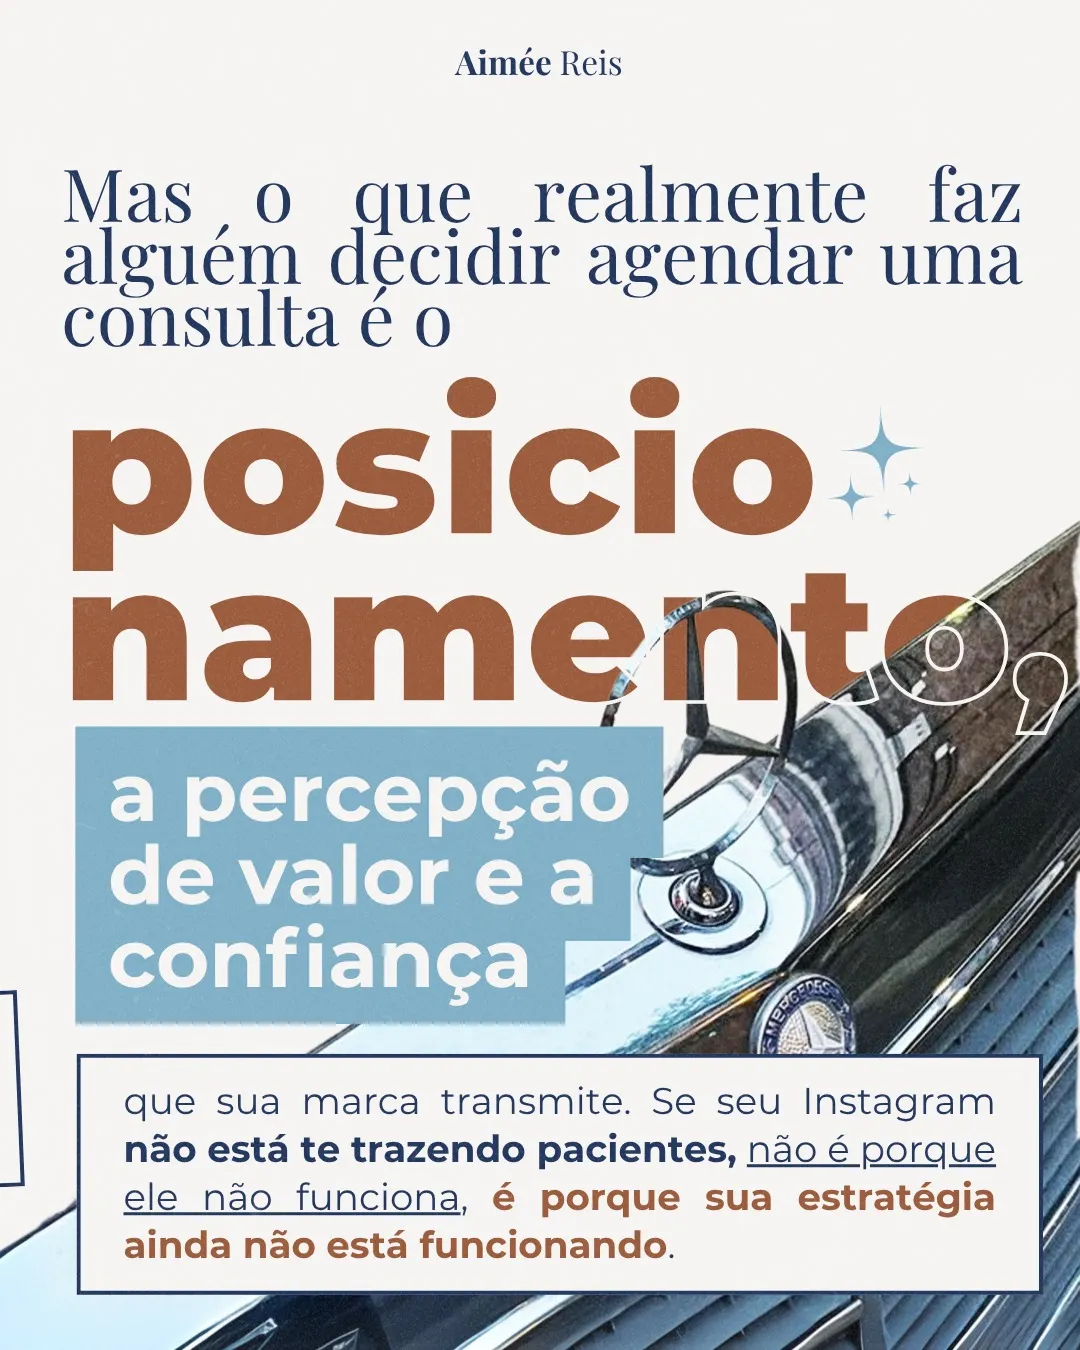 Aimée Reis
Mas o que realmente faz
alguém decidir agendar uma
consulta é o
posicio
namento,
a percepção
de valor e a
confiança
MERCEDES
que sua marca transmite. Se seu Instagram
não está te trazendo pacientes, não é porque
ele não funciona, é porque sua estratégia
ainda não está funcionando.